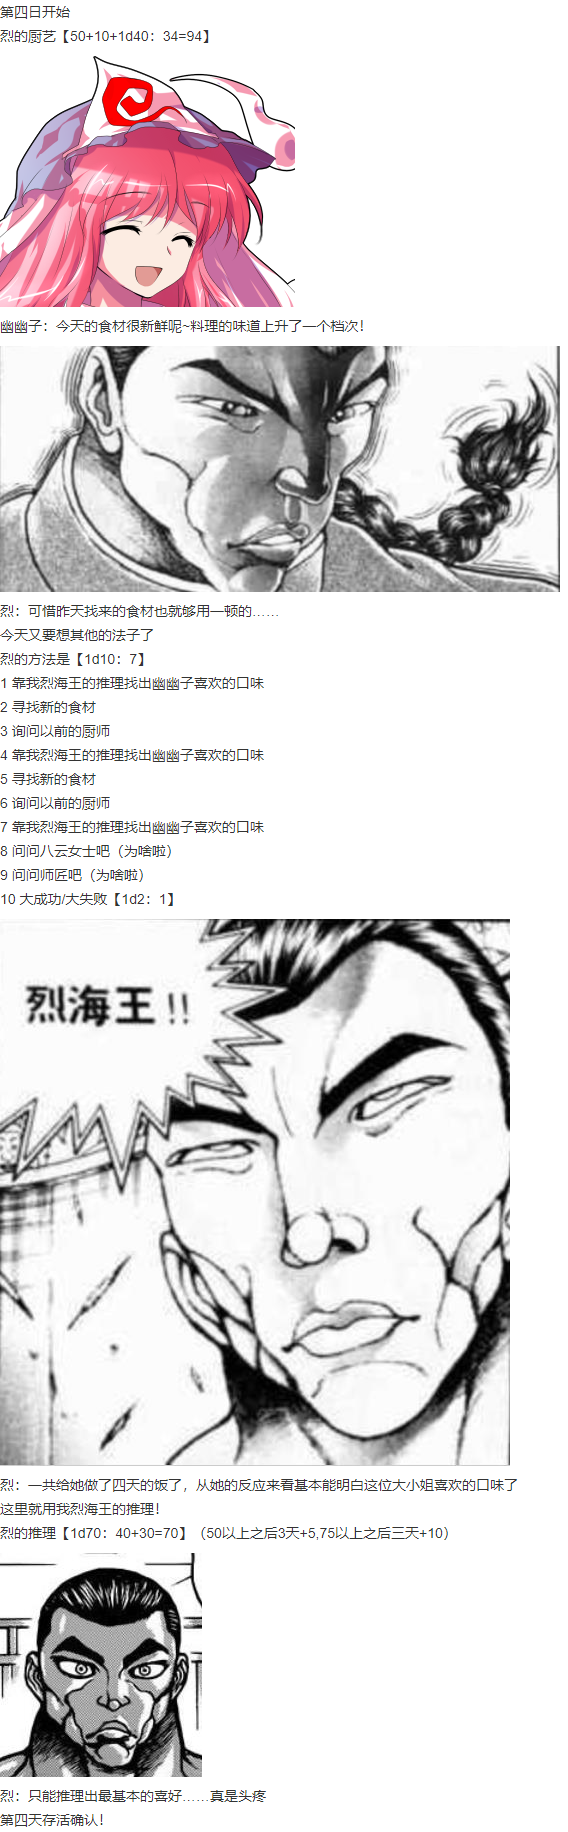 第四日开始
烈的厨艺【50+10+1d40：34=94】
幽幽子：今天的食材很新鲜呢~料理的味道上升了一个档次！
烈：可惜昨天找来的食材也就够用一顿的……
今天又要想其他的法子了
烈的方法是【1d10：7】
1 靠我烈海王的推理找出幽幽子喜欢的口味
2 寻找新的食材
3 询问以前的厨师
4 靠我烈海王的推理找出幽幽子喜欢的口味
5 寻找新的食材
6 询问以前的厨师
7 靠我烈海王的推理找出幽幽子喜欢的口味
8 问问八云女士吧（为啥啦）
9 问问师匠吧（为啥啦）
10 大成功/大失败【1d2：1】
烈海王!!
烈：一共给她做了四天的饭了，从她的反应来看基本能明白这位大小姐喜欢的口味了
这里就用我烈海王的推理！
烈的推理【1d70：40+30=70】（50以上之后3天+5,75以上之后三天+10）
烈：只能推理出最基本的喜好……真是头疼
第四天存活确认！